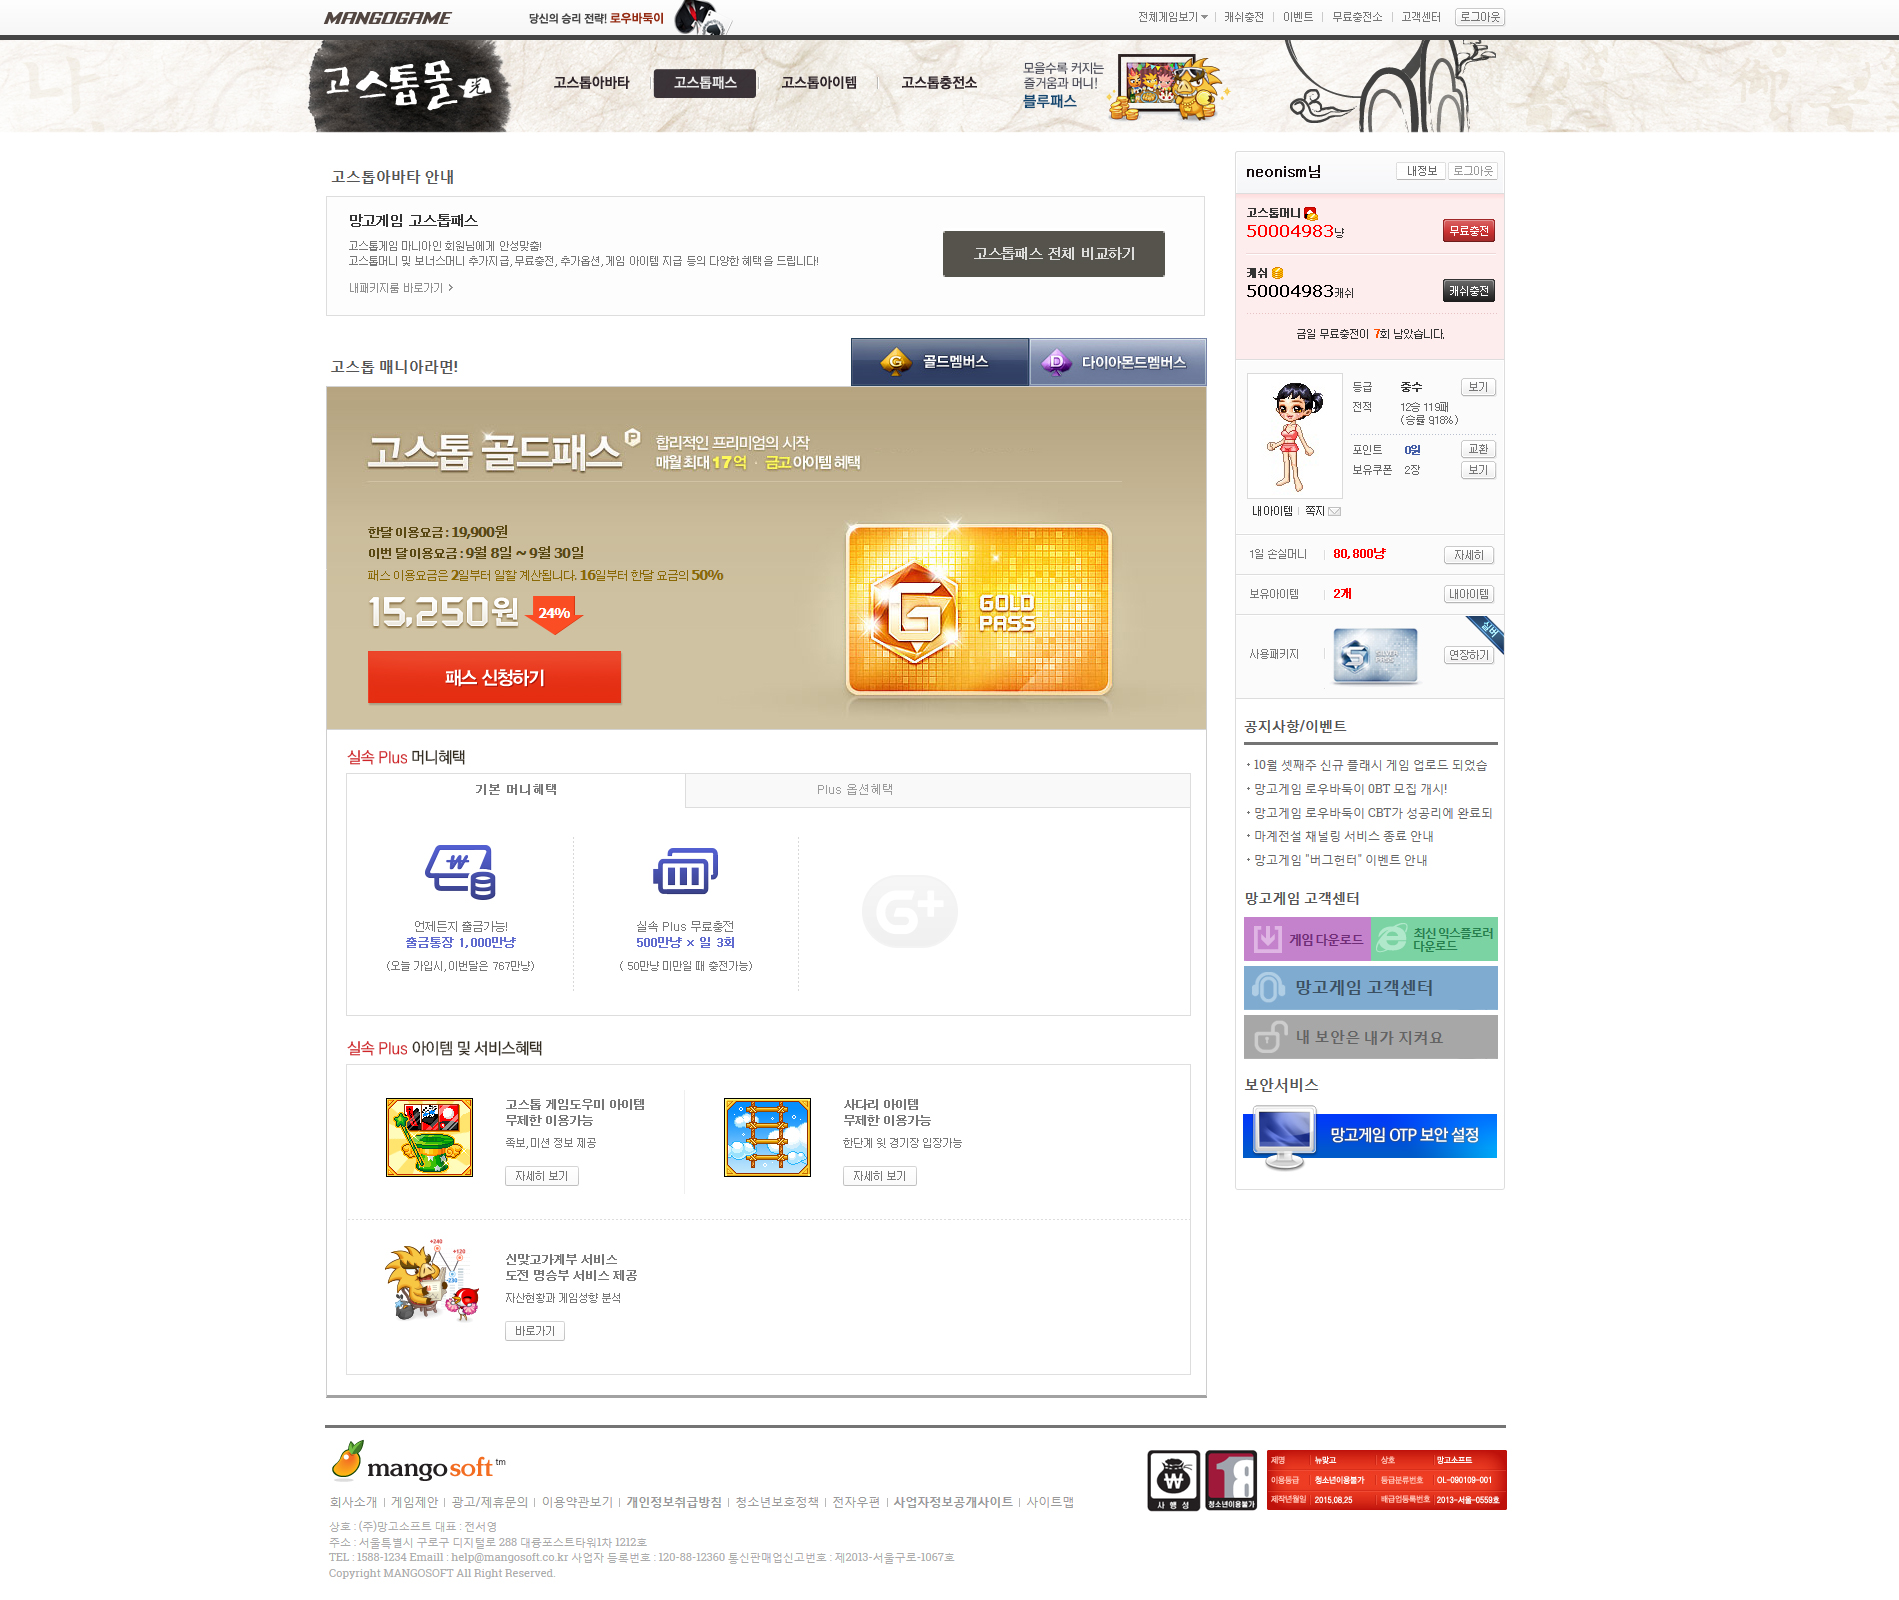 MANGOGAME
당신의 승리 전략! 로우바둑이
전체게임보기
캐쉬충전
이벤트
무료충전소
고객센터
로그아웃
고스톱몰
고스톱아바타
고스톱패스
고스톱아이템
고스톱충전소
모을수록 커지는
즐거움과 머니!
블루패스
고스톱아바타 안내
망고게임 고스톱패스
고스톱게임 마니아인 회원님에게 안성맞춤!
고스톱머니 및 보너스머니 추가지급, 무료충전, 추가옵션, 게임 아이템 지급 등의 다양한 혜택을 드립니다!
내패키지룸 바로가기 >
고스톱패스 전체 비교하기
고스톱 매니아라면!
G 골드멤버스
D 다이아몬드멤버스
고스톱 골드패스 P
합리적인 프리미엄의 시작
매월 최대 17억 · 금고 아이템 혜택
한달 이용요금 : 19,900원
이번 달 이용요금 : 9월 8일 ~ 9월 30일
패스 이용요금은 2일부터 일할 계산됩니다. 16일부터 한달 요금의 50%
15,250원 24%
패스 신청하기
G GOLD
PASS
실속 Plus 머니혜택
기본 머니혜택
Plus 옵션혜택
언제든지 출금가능!
출금통장 1,000만냥
(오늘 가입시, 이번달은 767만냥)
실속 Plus 무료충전
500만냥 × 일 3회
( 50만냥 미만일 때 충전가능)
G+
실속 Plus 아이템 및 서비스혜택
고스톱 게임도우미 아이템
무제한 이용가능
족보, 미션 정보 제공
자세히 보기
사다리 아이템
무제한 이용가능
한단계 윗 경기장 입장가능
자세히 보기
+240
+120
-230
신맞고가계부 서비스
도전 명승부 서비스 제공
자산현황과 게임성향 분석
바로가기
neonism님
내정보
로그아웃
고스톱머니
50004983냥
무료충전
캐쉬
50004983캐쉬
캐쉬충전
금일 무료충전이 7회 남았습니다.
등급 중수 보기
전적 12승 119패
(승률 9.18%)
포인트 0원 교환
보유쿠폰 2장 보기
내아이템 쪽지
1일 손실머니 80,800냥 자세히
보유아이템 2개 내아이템
사용패키지
S SILVER
PASS
실버
연장하기
공지사항/이벤트
· 10월 셋째주 신규 플래시 게임 업로드 되었습
· 망고게임 로우바둑이 OBT 모집 개시!
· 망고게임 로우바둑이 CBT가 성공리에 완료되
· 마계전설 채널링 서비스 종료 안내
· 망고게임 "버그헌터" 이벤트 안내
망고게임 고객센터
게임 다운로드
최신 익스플로러
다운로드
망고게임 고객센터
내 보안은 내가 지켜요
보안서비스
망고게임 OTP 보안 설정
mangosoft tm
회사소개 | 게임제안 | 광고/제휴문의 | 이용약관보기 | 개인정보취급방침 | 청소년보호정책 | 전자우편 | 사업자정보공개사이트 | 사이트맵
상호 : (주)망고소프트 대표 : 전서영
주소 : 서울특별시 구로구 디지털로 288 대륭포스트타워1차 1212호
TEL : 1588-1234 Emaill : help@mangosoft.co.kr 사업자 등록번호 : 120-88-12360 통신판매업신고번호 : 제2013-서울구로-1067호
Copyright MANGOSOFT All Right Reserved.
사행성
18
청소년이용불가
제명 뉴맞고 상호 망고소프트
이용등급 청소년이용불가 등급분류번호 OL-090109-001
제작년월일 2015.08.25 배급업등록번호 2013-서울-0559호